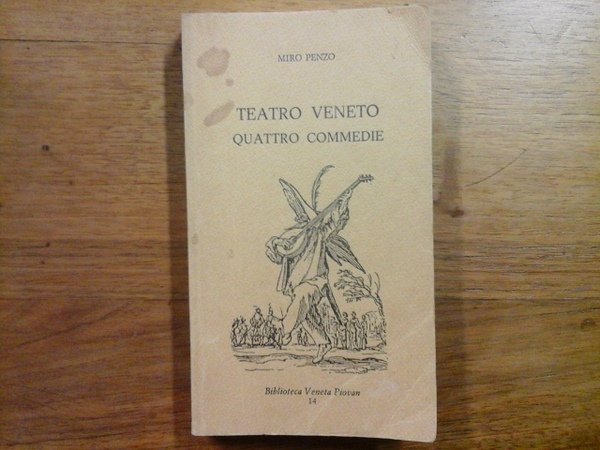 MIRO PENZO
TEATRO VENETO
QUATTRO COMMEDIE
Biblioteca Veneta Piovan
14